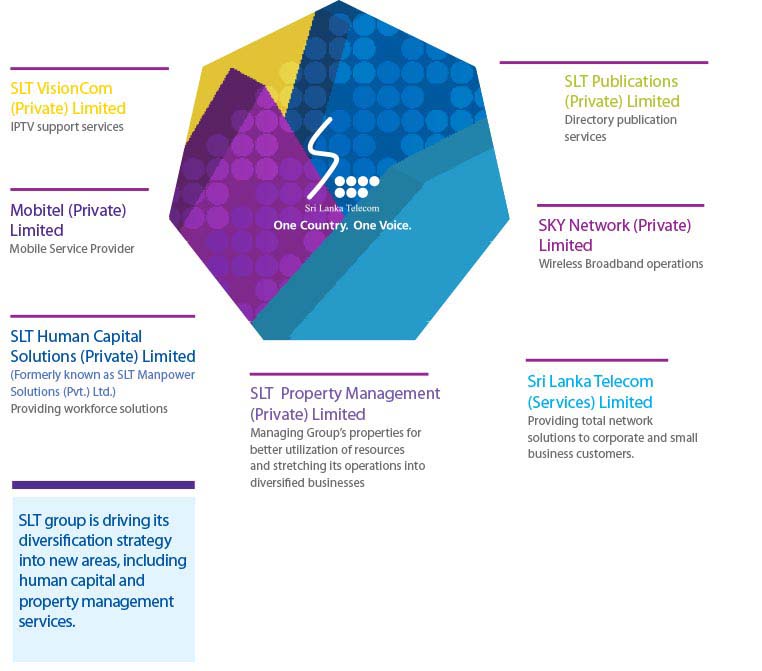 SLT VisionCom
(Private) Limited
IPTV support services
Mobitel (Private)
Limited
Mobile Service Provider
SLT Human Capital
Solutions (Private) Limited
(Formerly known as SLT Manpower
Solutions (Pvt.) Ltd.)
Providing workforce solutions
SLT group is driving its
diversification strategy
into new areas, including
human capital and
property management
services.
Sri Lanka Telecom
One Country. One Voice.
SLT Property Management
(Private) Limited
Managing Group's properties for
better utilization of resources
and stretching its operations into
diversified businesses
SLT Publications
(Private) Limited
Directory publication
services
SKY Network (Private)
Limited
Wireless Broadband operations
Sri Lanka Telecom
(Services) Limited
Providing total network
solutions to corporate and small
business customers.